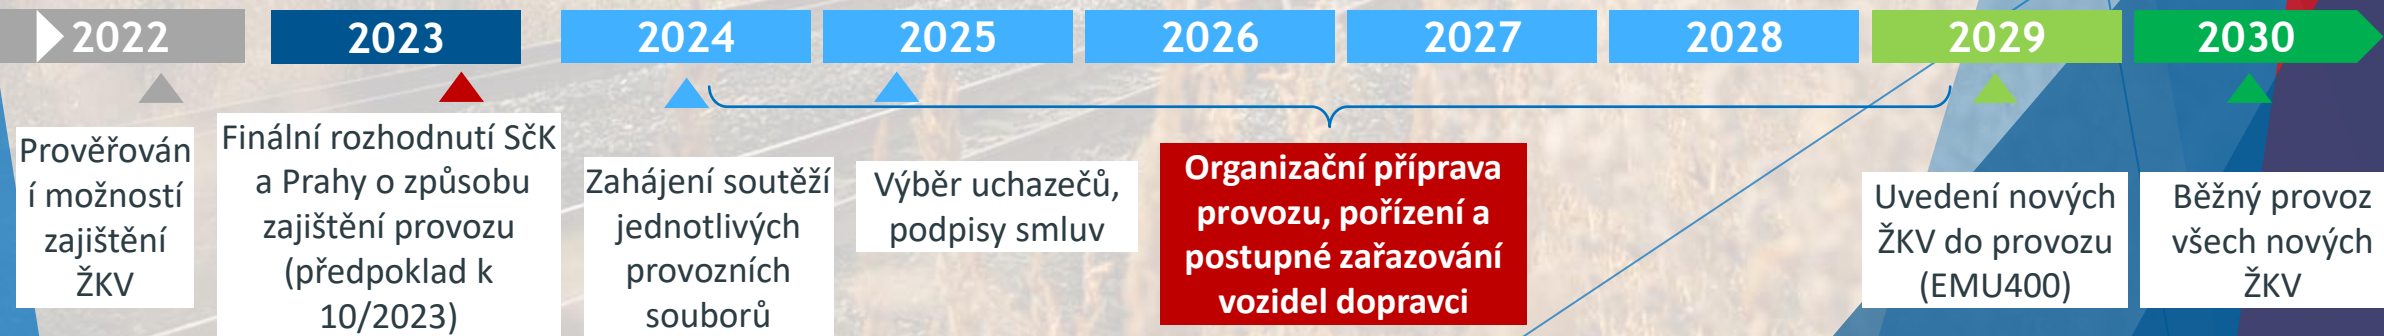 2022
2023
2024
2025
2026
2027
2028
2029
2030
Prověřován
í možností
zajištění
ŽKV
Finální rozhodnutí SčK
a Prahy o způsobu
zajištění provozu
(předpoklad k
10/2023)
Zahájení soutěží
jednotlivých
provozních
souborů
Výběr uchazečů,
podpisy smluv
Organizační příprava
provozu, pořízení a
postupné zařazování
vozidel dopravci
Uvedení nových
ŽKV do provozu
(EMU400)
Běžný provoz
všech nových
ŽKV